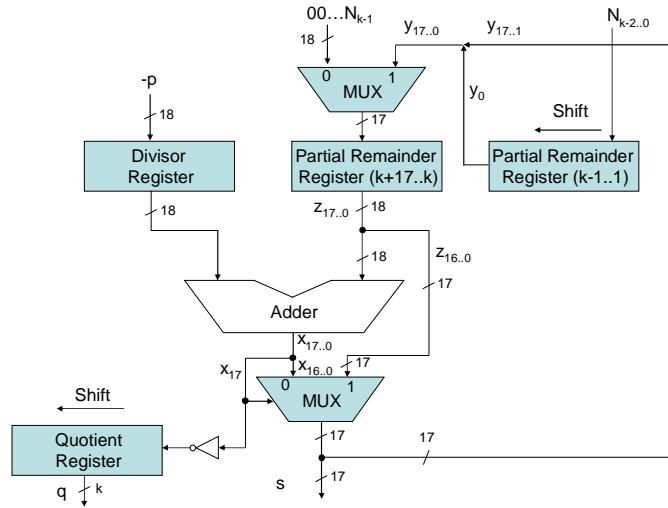 00...N_{k-1}
N_{k-2..0}
18
y_{17..0}
y_{17..1}
0
1
MUX
-p
y_0
Shift
18
17
Divisor
Register
Partial Remainder
Register (k+17..k)
Partial Remainder
Register (k-1..1)
18
z_{17..0}
18
z_{16..0}
18
17
Adder
x_{17..0}
x_{17}
x_{16..0}
17
0
1
Shift
MUX
17
17
Quotient
Register
q
k
s
17